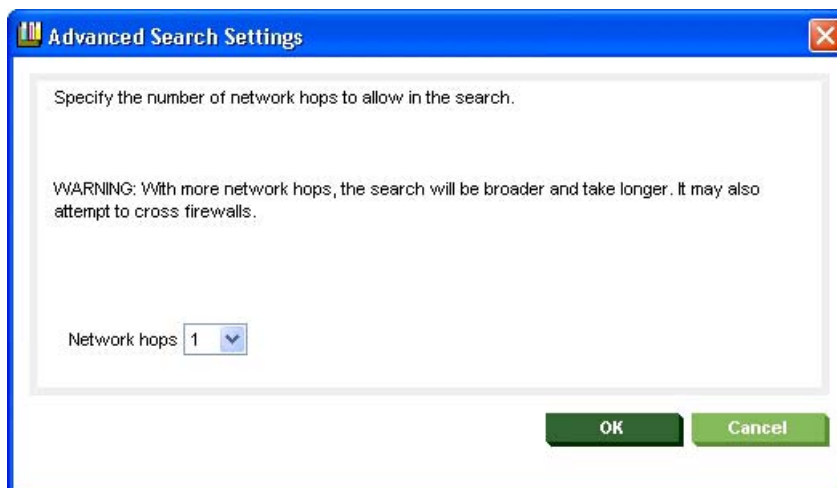 Advanced Search Settings
Specify the number of network hops to allow in the search.
WARNING: With more network hops, the search will be broader and take longer. It may also
attempt to cross firewalls.
Network hops 1
OK Cancel